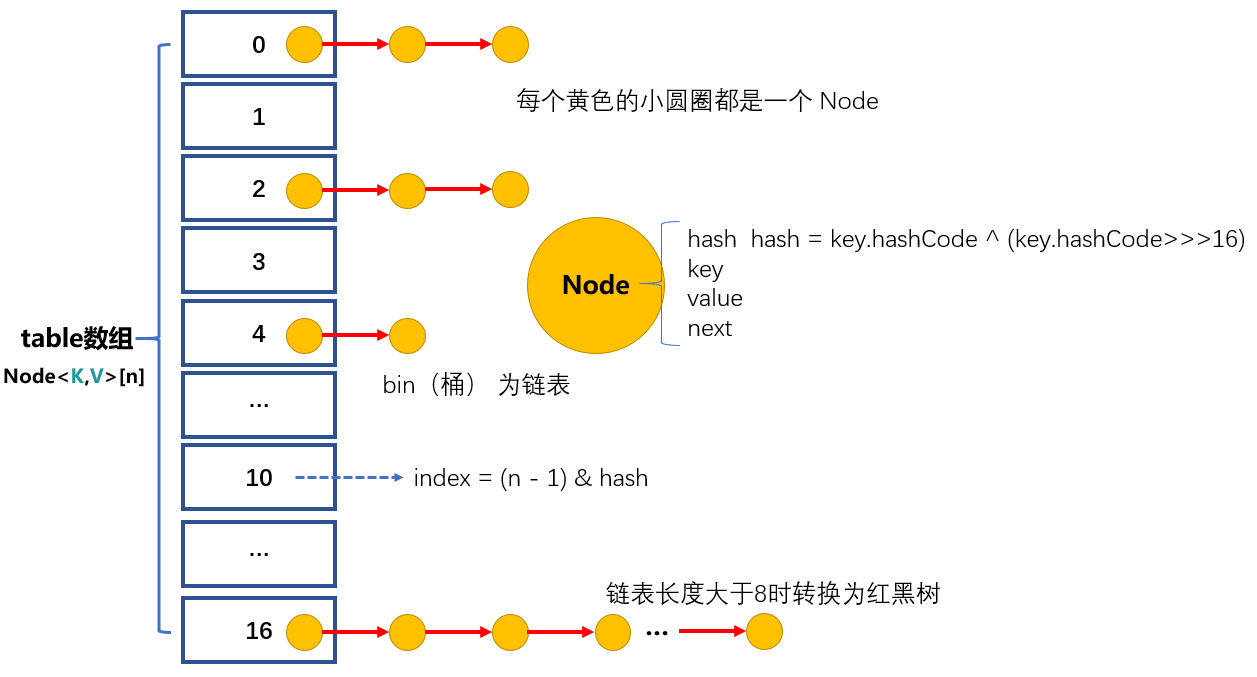 0
每个黄色的小圆圈都是一个 Node
1
2
3
hash  hash = key.hashCode ^ (key.hashCode>>>16)
key
Node
value
next
table数组
Node<K,V>[n]
4
bin（桶） 为链表
...
10
index = (n - 1) & hash
...
链表长度大于8时转换为红黑树
16
...